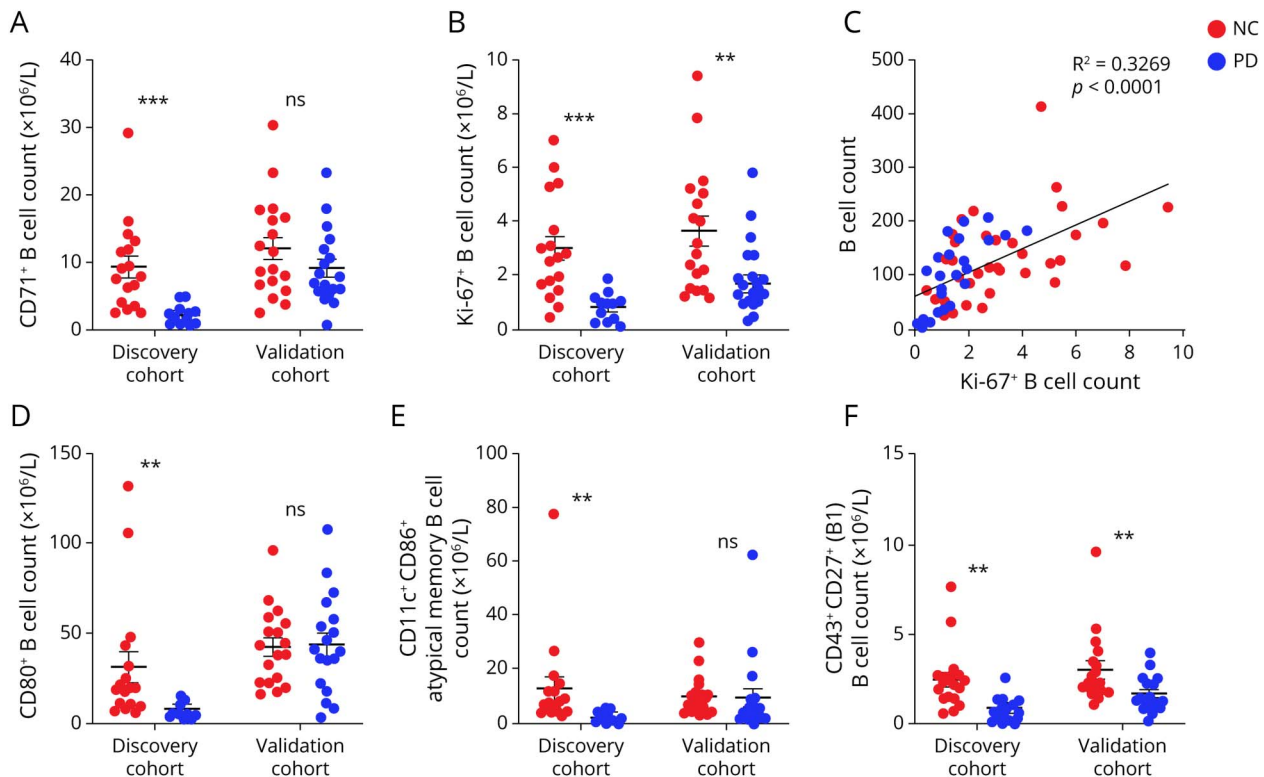 A
CD71⁺ B cell count (×10⁶/L)
40
30
20
10
0
***
ns
Discovery
cohort
Validation
cohort
B
Ki-67⁺ B cell count (×10⁶/L)
10
8
6
4
2
0
***
**
Discovery
cohort
Validation
cohort
C
B cell count
500
400
300
200
100
0
R² = 0.3269
p < 0.0001
0
2
4
6
8
10
Ki-67⁺ B cell count
NC
PD
D
CD80⁺ B cell count (×10⁶/L)
150
100
50
0
**
ns
Discovery
cohort
Validation
cohort
E
CD11c⁺ CD86⁺
atypical memory B cell
count (×10⁶/L)
100
80
60
40
20
0
**
ns
Discovery
cohort
Validation
cohort
F
CD43⁺ CD27⁺ (B1)
B cell count (×10⁶/L)
15
10
5
0
**
**
Discovery
cohort
Validation
cohort